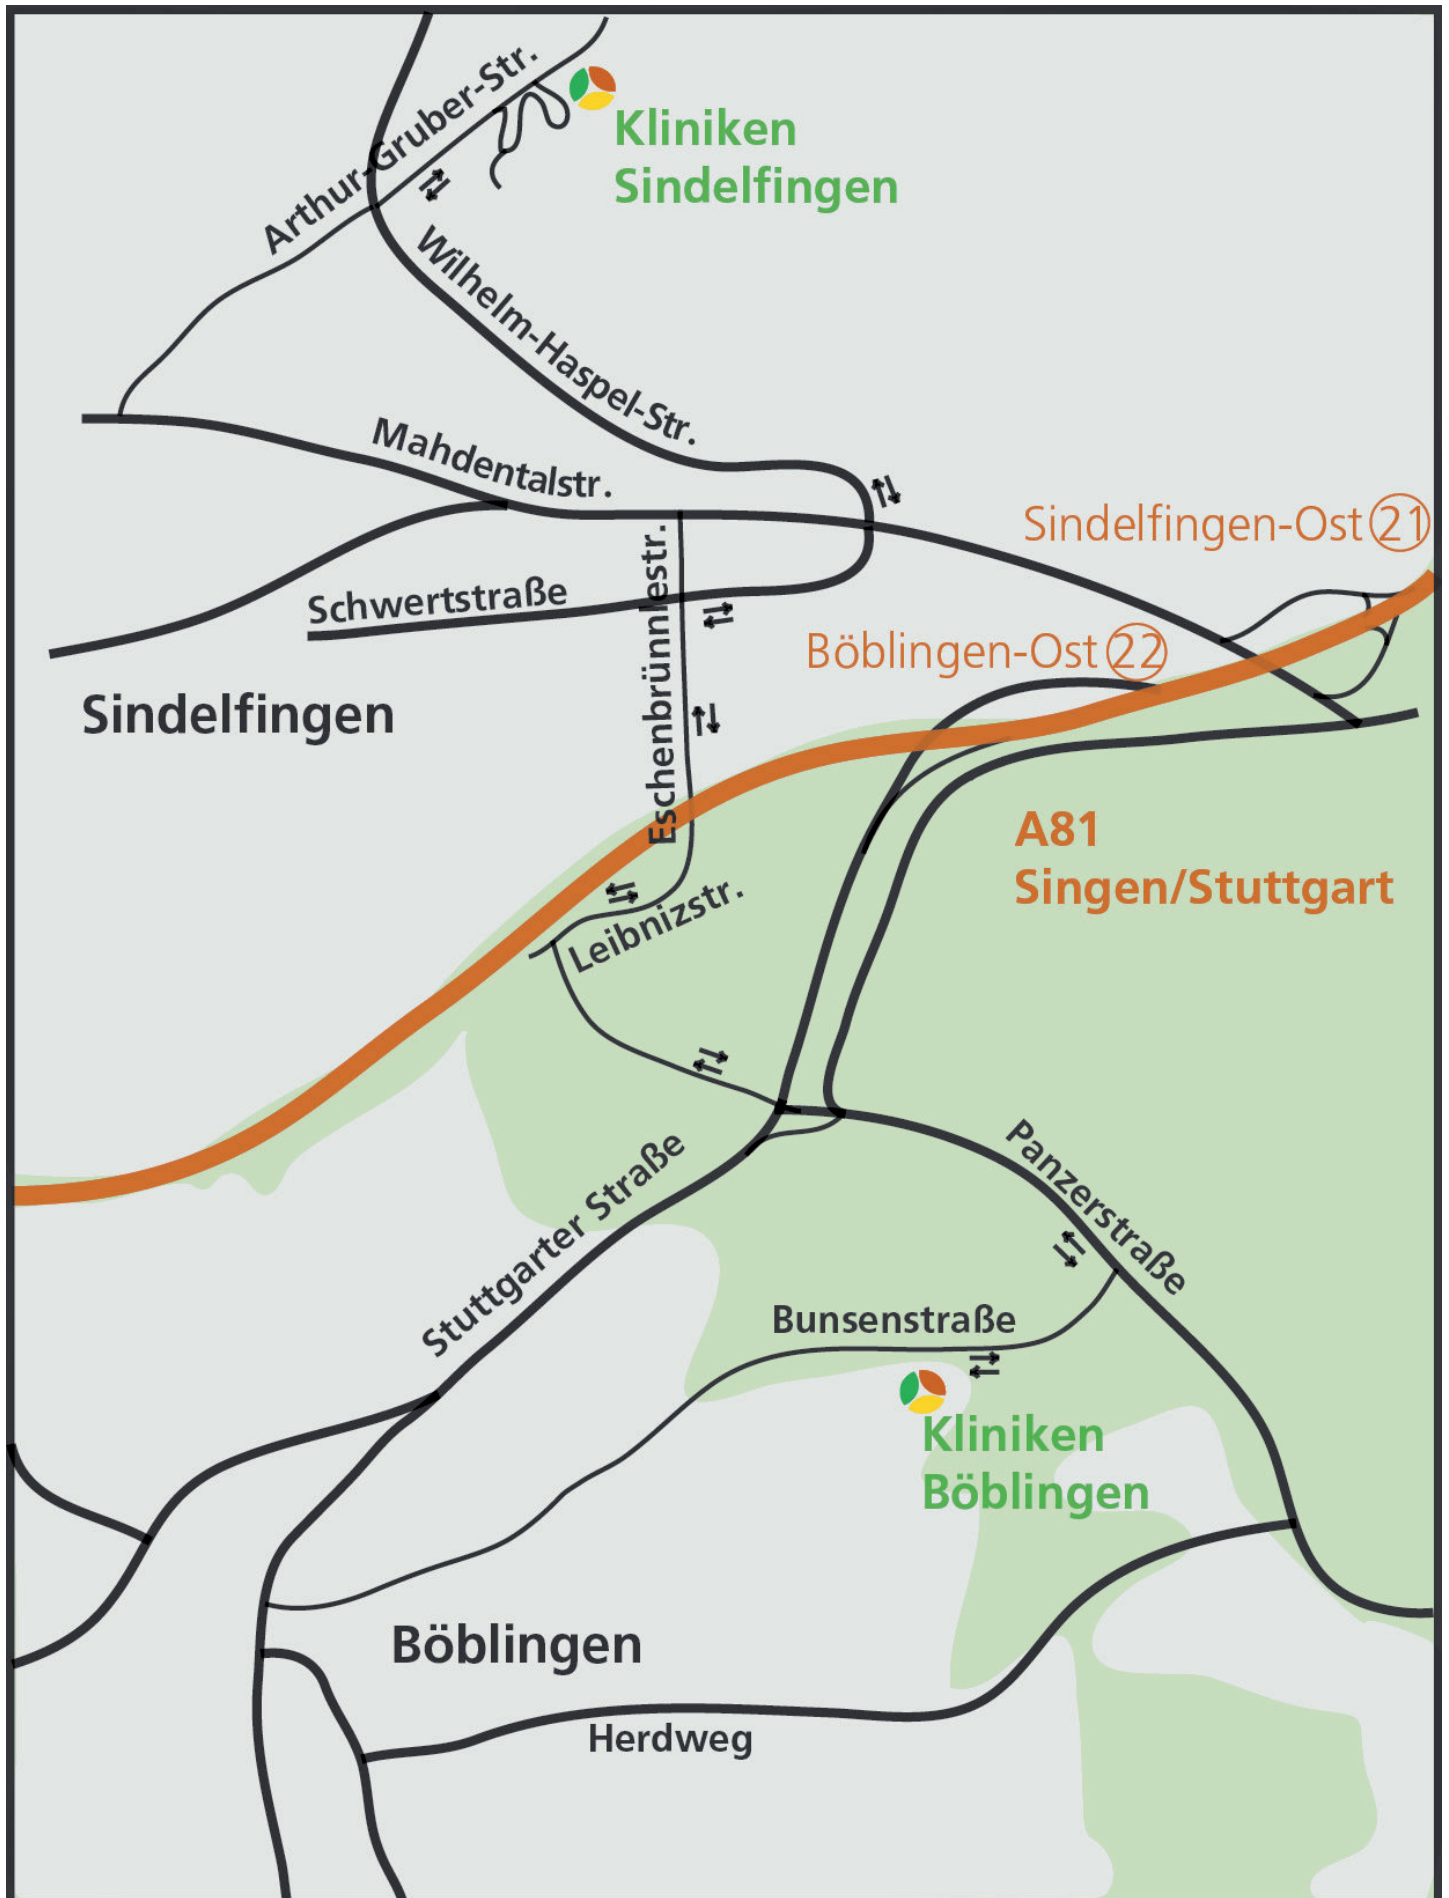 Arthur-Gruber-Str.
Kliniken
Sindelfingen
Wilhelm-Haspel-Str.
Mahdentalstr.
Sindelfingen-Ost 21
Eschenbrünnlestr.
Schwertstraße
Böblingen-Ost 22
Sindelfingen
A81
Singen/Stuttgart
Leibnizstr.
Panzerstraße
Stuttgarter Straße
Bunsenstraße
Kliniken
Böblingen
Böblingen
Herdweg